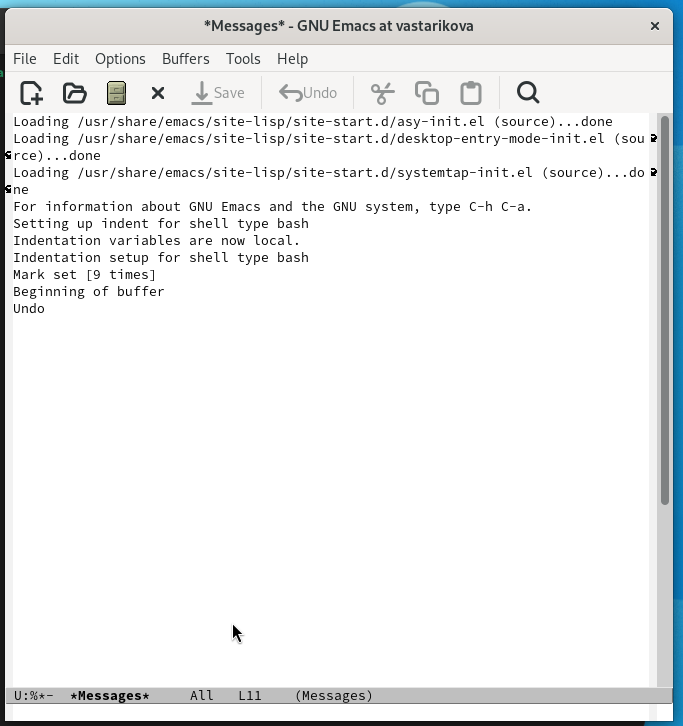 *Messages* - GNU Emacs at vastarikova
File Edit Options Buffers Tools Help
Save Undo
Loading /usr/share/emacs/site-lisp/site-start.d/asy-init.el (source)...done
Loading /usr/share/emacs/site-lisp/site-start.d/desktop-entry-mode-init.el (sou
rce)...done
Loading /usr/share/emacs/site-lisp/site-start.d/systemtap-init.el (source)...do
ne
For information about GNU Emacs and the GNU system, type C-h C-a.
Setting up indent for shell type bash
Indentation variables are now local.
Indentation setup for shell type bash
Mark set [9 times]
Beginning of buffer
Undo
U:%*- *Messages* All L11 (Messages)